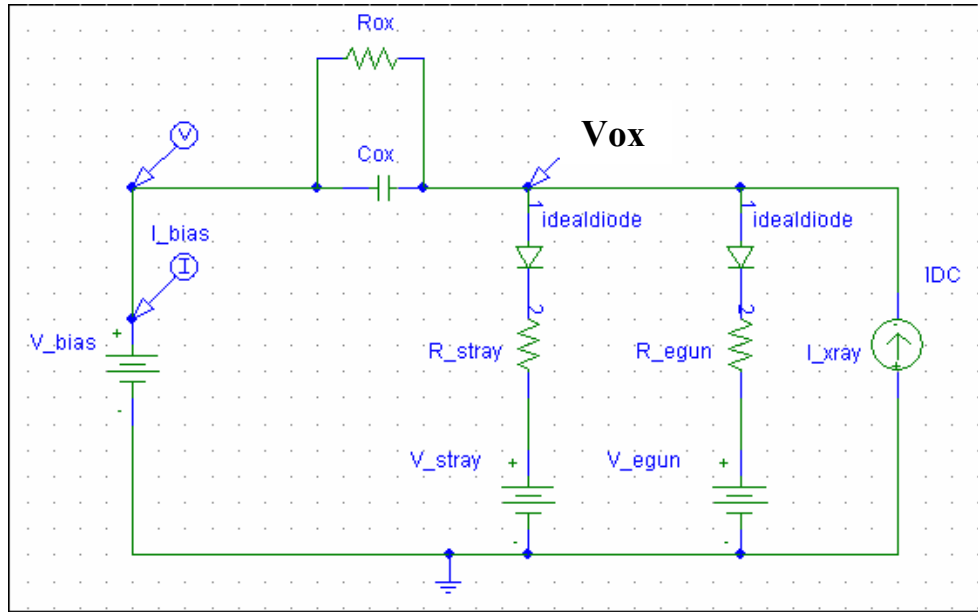 Rox
Vox
Cox
V
1
idealdiode
1
idealdiode
I_bias
I
IDC
2
2
V_bias
+
R_stray
R_egun
I_xray
-
+
-
V_stray
+
V_egun
+
-
-